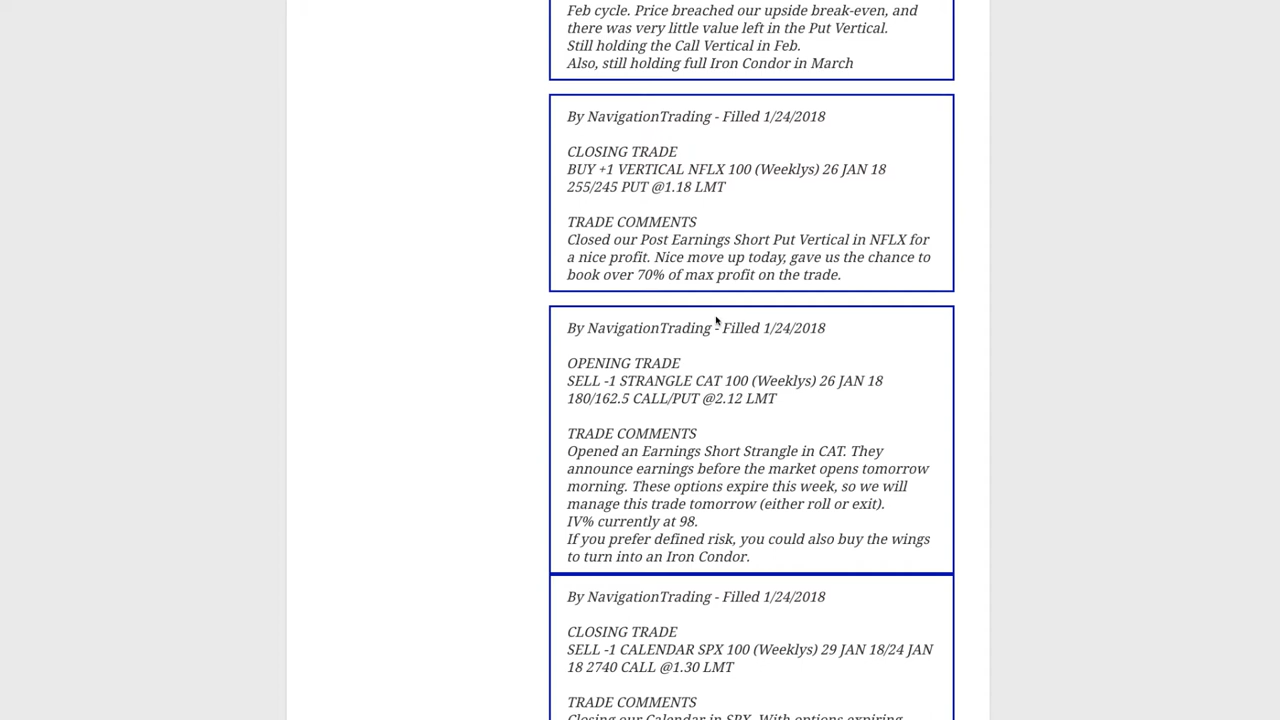 Feb cycle. Price breached our upside break-even, and
there was very little value left in the Put Vertical.
Still holding the Call Vertical in Feb.
Also, still holding full Iron Condor in March
By NavigationTrading - Filled 1/24/2018
CLOSING TRADE
BUY +1 VERTICAL NFLX 100 (Weeklys) 26 JAN 18
255/245 PUT @1.18 LMT
TRADE COMMENTS
Closed our Post Earnings Short Put Vertical in NFLX for
a nice profit. Nice move up today, gave us the chance to
book over 70% of max profit on the trade.
By NavigationTrading - Filled 1/24/2018
OPENING TRADE
SELL -1 STRANGLE CAT 100 (Weeklys) 26 JAN 18
180/162.5 CALL/PUT @2.12 LMT
TRADE COMMENTS
Opened an Earnings Short Strangle in CAT. They
announce earnings before the market opens tomorrow
morning. These options expire this week, so we will
manage this trade tomorrow (either roll or exit).
IV% currently at 98.
If you prefer defined risk, you could also buy the wings
to turn into an Iron Condor.
By NavigationTrading - Filled 1/24/2018
CLOSING TRADE
SELL -1 CALENDAR SPX 100 (Weeklys) 29 JAN 18/24 JAN
18 2740 CALL @1.30 LMT
TRADE COMMENTS
Closing our Calendar in SPX. With options expiring